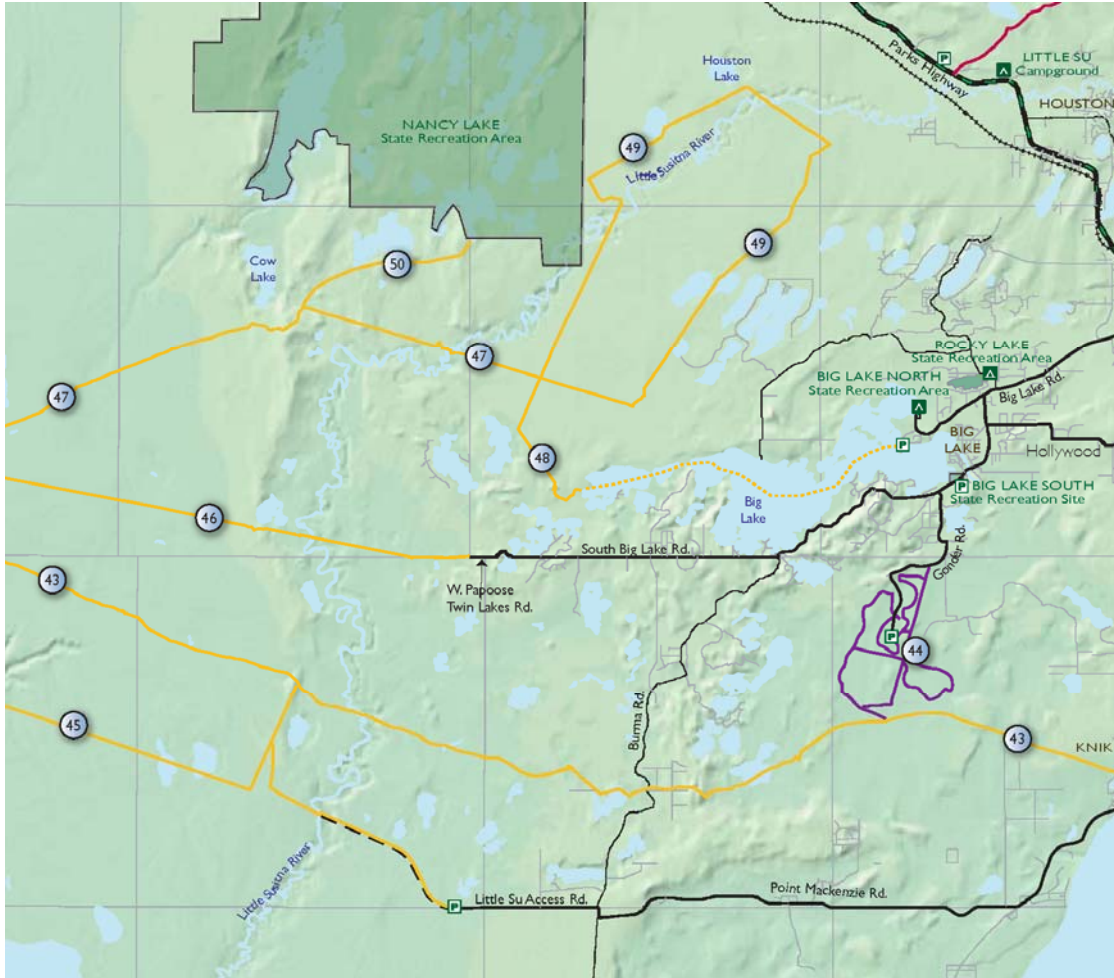 Houston
Lake
Parks Highway
P
LITTLE SU
Campground
HOUSTON
NANCY LAKE
State Recreation Area
49
Little Susitna River
49
50
Cow
Lake
47
47
ROCKY LAKE
State Recreation Area
BIG LAKE NORTH
State Recreation Area
Big Lake Rd.
P
BIG
LAKE
Hollywood
48
P
BIG LAKE SOUTH
State Recreation Site
Big
Lake
46
South Big Lake Rd.
Gonder Rd.
43
W. Papoose
Twin Lakes Rd.
P
44
45
Burma Rd.
43
KNIK
Little Susitna River
P
Little Su Access Rd.
Point Mackenzie Rd.